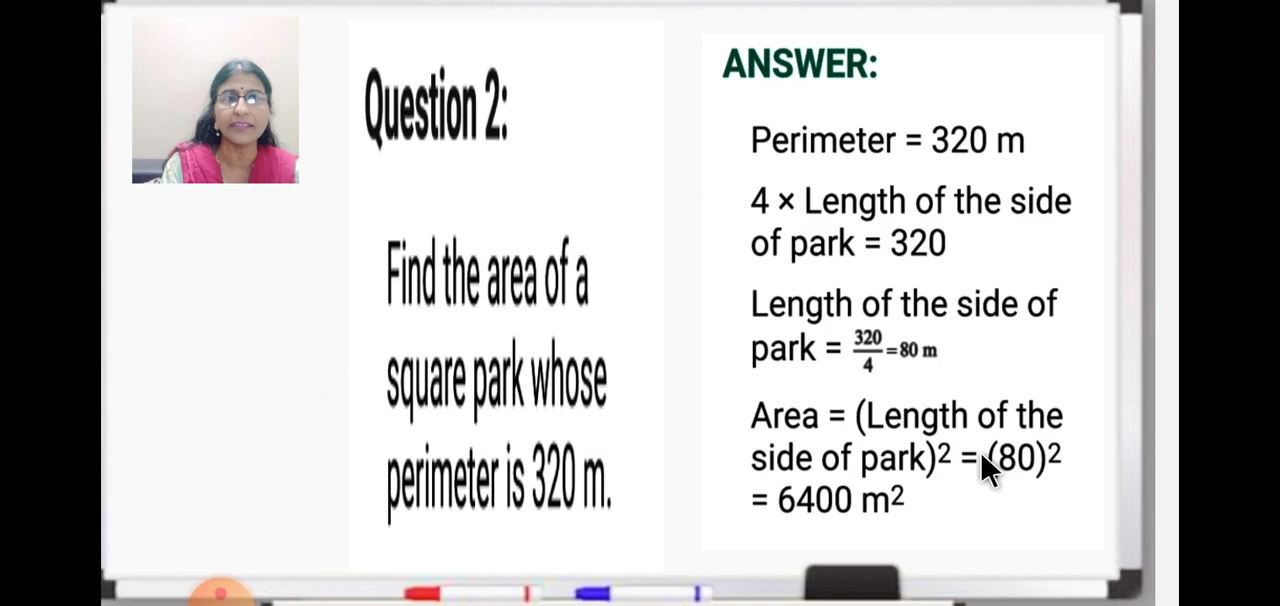 Question 2:
Find the area of a
square park whose
perimeter is 320 m.
ANSWER:
Perimeter = 320 m
4 × Length of the side
of park = 320
Length of the side of
park = 320/4 = 80 m
Area = (Length of the
side of park)2 = (80)2
= 6400 m2